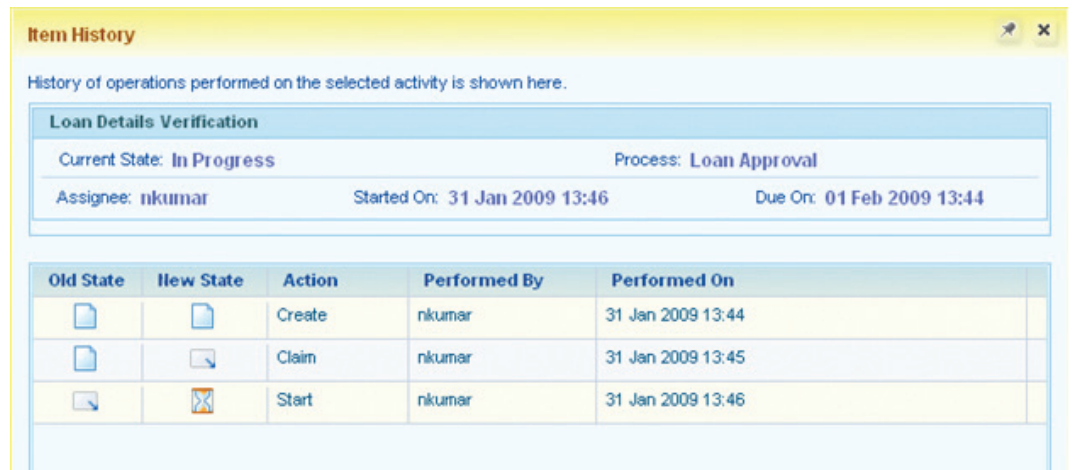 Item History
History of operations performed on the selected activity is shown here.
Loan Details Verification
Current State: In Progress Process: Loan Approval
Assignee: nkumar Started On: 31 Jan 2009 13:46 Due On: 01 Feb 2009 13:44
Old State New State Action Performed By Performed On
Create nkumar 31 Jan 2009 13:44
Claim nkumar 31 Jan 2009 13:45
Start nkumar 31 Jan 2009 13:46